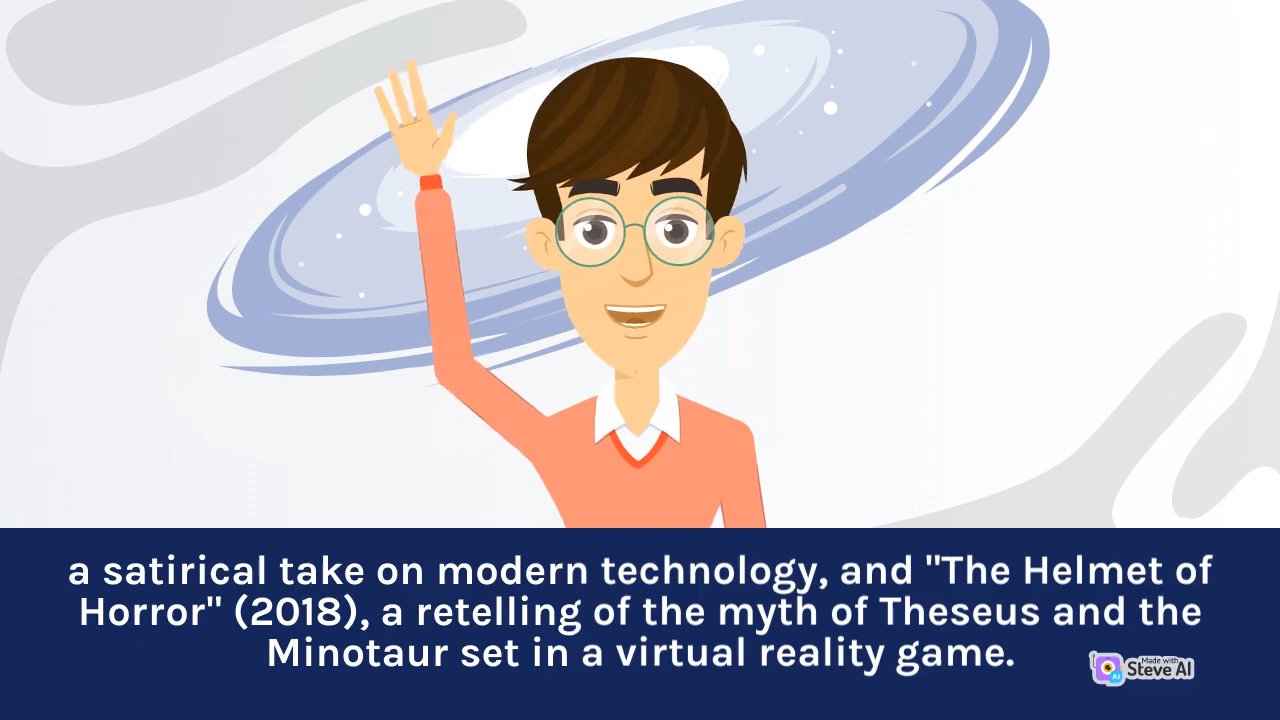 a satirical take on modern technology, and "The Helmet of
Horror" (2018), a retelling of the myth of Theseus and the
Minotaur set in a virtual reality game.
Made with
Steve AI
AI